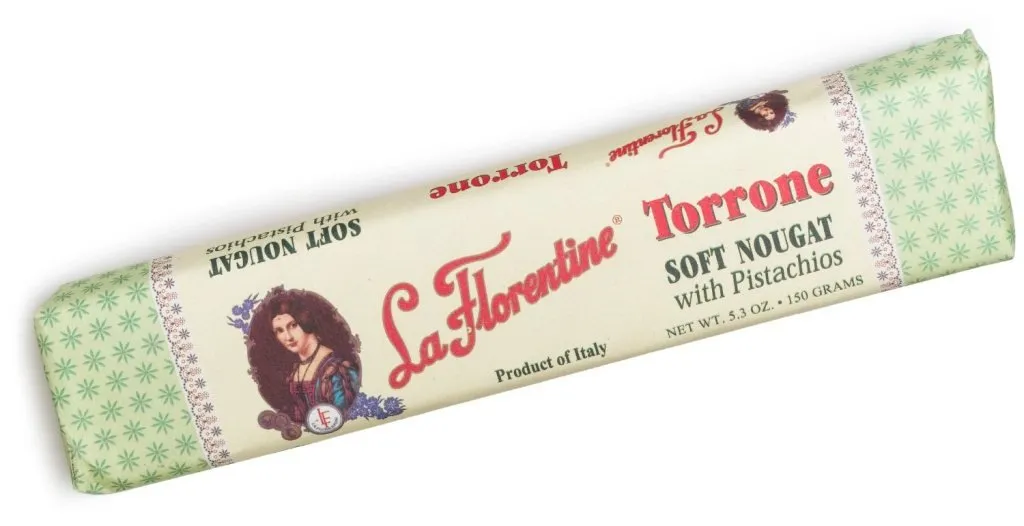 La Florentine®
Product of Italy
Torrone
SOFT NOUGAT
with Pistachios
NET WT. 5.3 OZ. • 150 GRAMS
La Florentine®
Torrone
SOFT NOUGAT
with Pistachios
LF